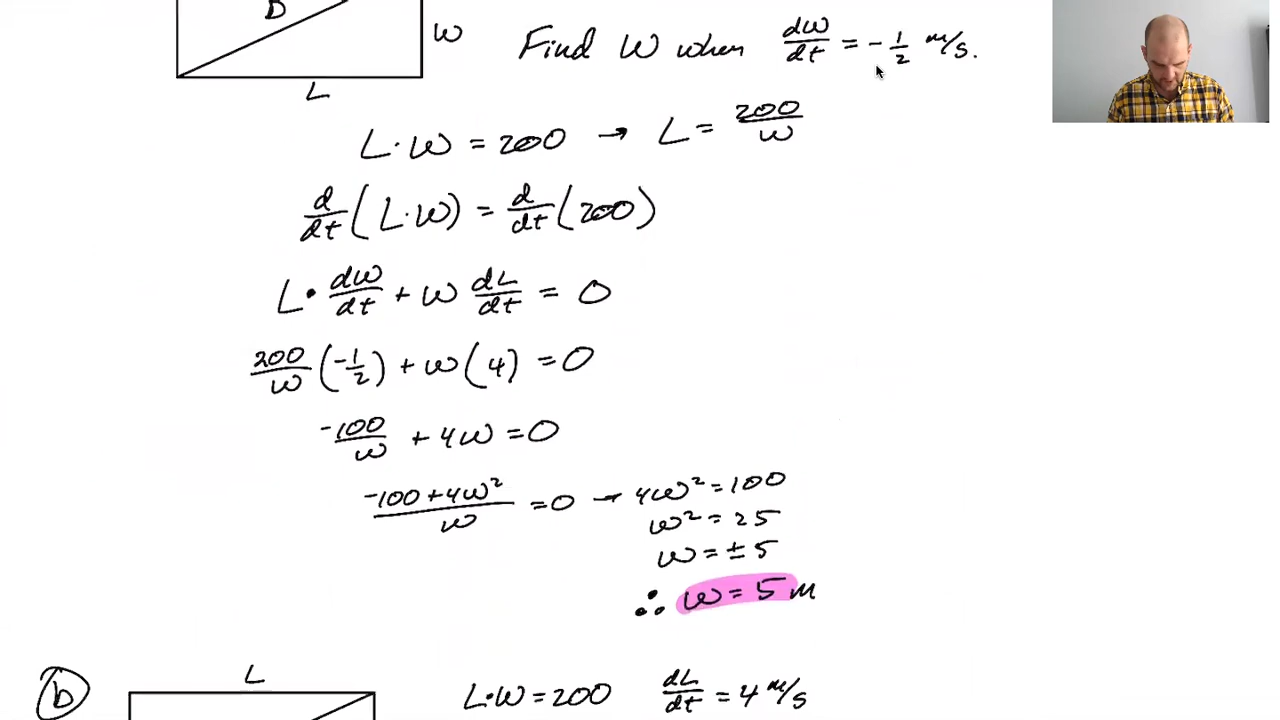 D
W
L
Find W when dW/dt = -1/2 m/s.
L·W = 200 → L = 200/W
d/dt(L·W) = d/dt(200)
L·dW/dt + W dL/dt = 0
200/W(-1/2) + W(4) = 0
-100/W + 4W = 0
(-100 + 4W²)/W = 0 → 4W² = 100
W² = 25
W = ±5
∴ W = 5 m
L
(b) L·W = 200 dL/dt = 4 m/s